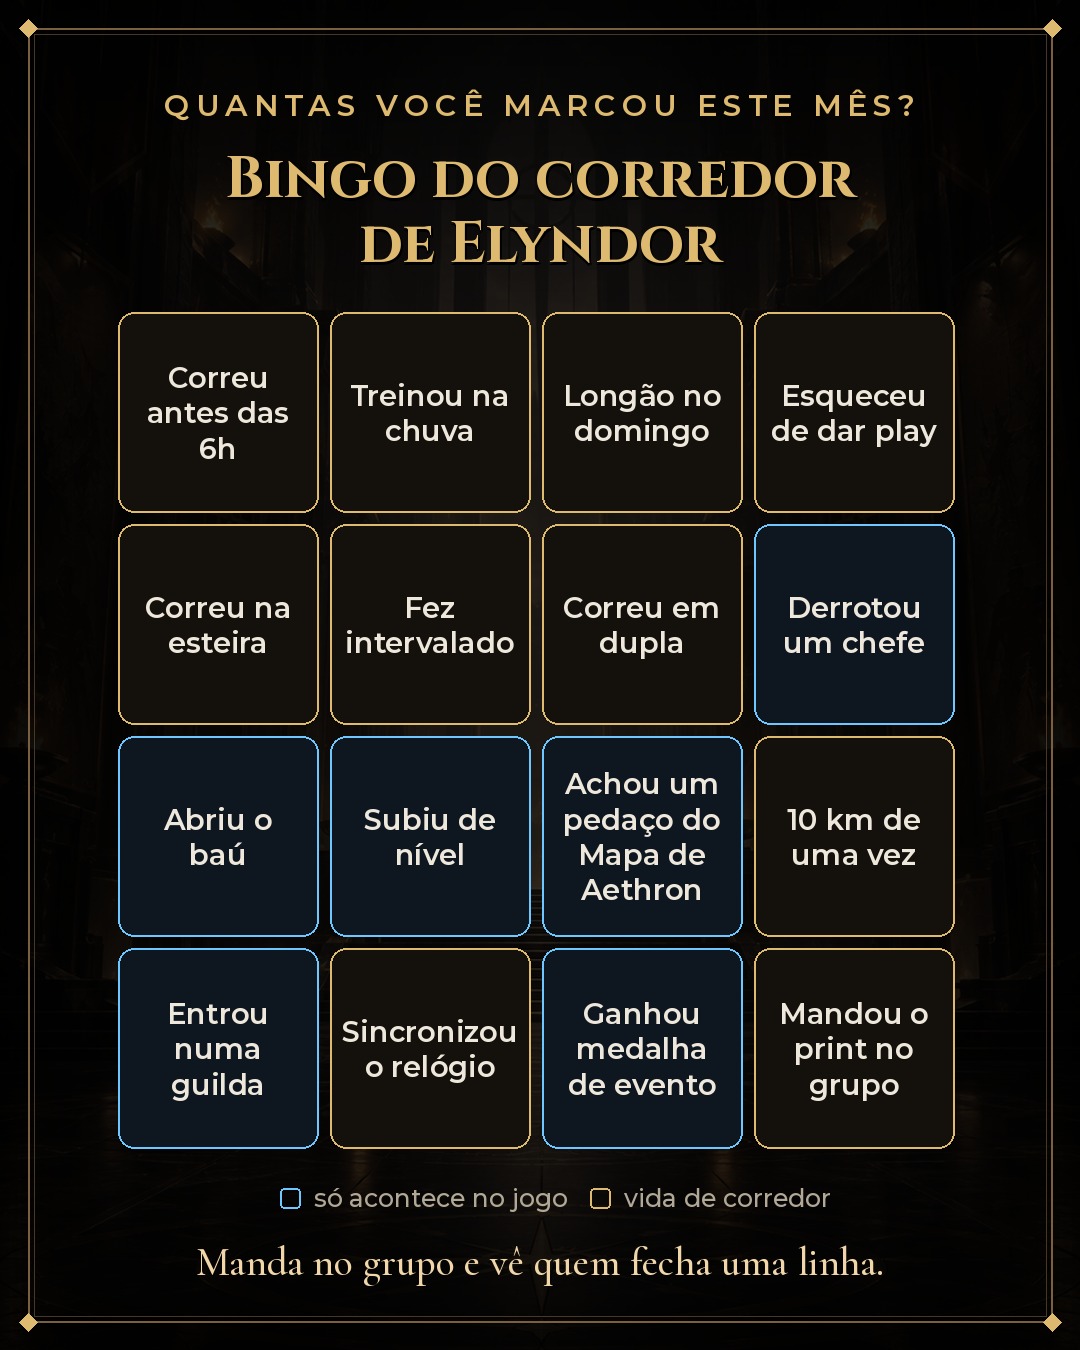 QUANTAS VOCÊ MARCOU ESTE MÊS?
BINGO DO CORREDOR
DE ELYNDOR
Correu
antes das
6h
Treinou na
chuva
Longão no
domingo
Esqueceu
de dar play
Correu na
esteira
Fez
intervalado
Correu em
dupla
Derrotou
um chefe
Abriu o
baú
Subiu de
nível
Achou um
pedaço do
Mapa de
Aethron
10 km de
uma vez
Entrou
numa
guilda
Sincronizou
o relógio
Ganhou
medalha
de evento
Mandou o
print no
grupo
só acontece no jogo
vida de corredor
Manda no grupo e vê quem fecha uma linha.